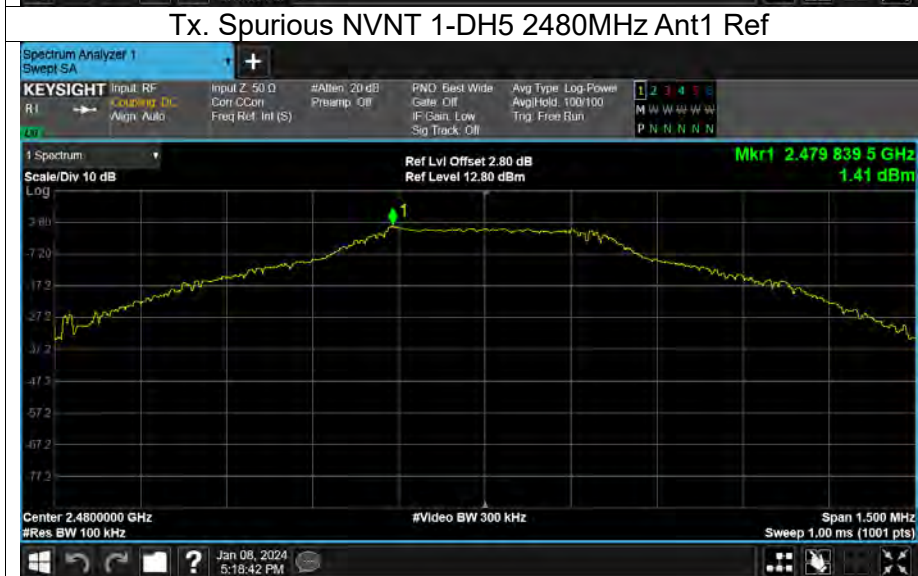 Tx. Spurious NVNT 1-DH5 2480MHz Ant1 Ref
Spectrum Analyzer 1
Swept SA
+
KEYSIGHT
Input: RF
Coupling: DC
Align: Auto
Input Z: 50 Ω
Corr CCorr
Freq Ref: Int (S)
#Atten: 20 dB
Preamp: Off
PNO: Best Wide
Gate: Off
IF Gain: Low
Sig Track: Off
Avg Type: Log-Power
Avg|Hold: 100/100
Trig: Free Run
1 2 3 4 5 6
M W W W W W
P N N N N N
1 Spectrum
Scale/Div 10 dB
Log
Ref Lvl Offset 2.80 dB
Ref Level 12.80 dBm
Mkr1 2.479 839 5 GHz
1.41 dBm
1
2.80
-7.20
-17.2
-27.2
-37.2
-47.2
-57.2
-67.2
-77.2
Center 2.4800000 GHz
#Res BW 100 kHz
#Video BW 300 kHz
Span 1.500 MHz
Sweep 1.00 ms (1001 pts)
?
Jan 08, 2024
5:18:42 PM